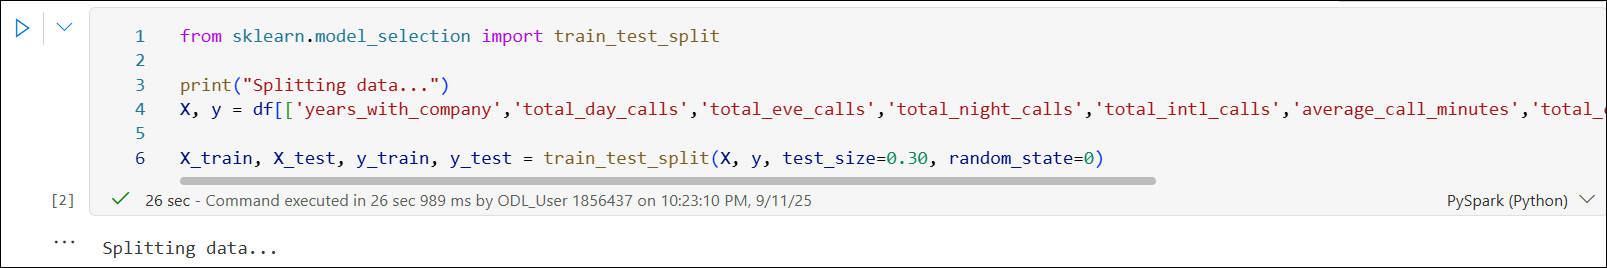 1 from sklearn.model_selection import train_test_split
2
3 print("Splitting data...")
4 X, y = df[['years_with_company','total_day_calls','total_eve_calls','total_night_calls','total_intl_calls','average_call_minutes','total_
5
6 X_train, X_test, y_train, y_test = train_test_split(X, y, test_size=0.30, random_state=0)
[2] 26 sec - Command executed in 26 sec 989 ms by ODL_User 1856437 on 10:23:10 PM, 9/11/25 PySpark (Python)
... Splitting data...